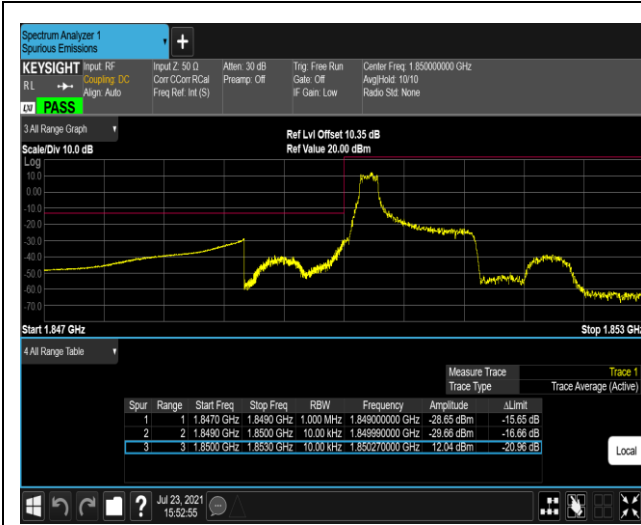 Spectrum Analyzer 1
Spurious Emissions
+
KEYSIGHT Input: RF Input Z: 50 Ω Atten: 30 dB Trig: Free Run Center Freq: 1.850000000 GHz
RL Coupling: DC Corr CCorr RCal Preamp: Off Gate: Off Avg|Hold: 10/10
Align: Auto Freq Ref: Int (S) IF Gain: Low Radio Std: None
LXI PASS
3 All Range Graph
Ref Lvl Offset 10.35 dB
Scale/Div 10.0 dB Ref Value 20.00 dBm
Log
10.0
0.00
-10.0
-20.0
-30.0
-40.0
-50.0
-60.0
-70.0
Start 1.847 GHz Stop 1.853 GHz
4 All Range Table
Measure Trace Trace 1
Trace Type Trace Average (Active)
Spur Range Start Freq Stop Freq RBW Frequency Amplitude ΔLimit
1 1 1.8470 GHz 1.8490 GHz 1.000 MHz 1.849000000 GHz -28.65 dBm -15.65 dB
2 2 1.8490 GHz 1.8500 GHz 10.00 kHz 1.849990000 GHz -29.66 dBm -16.66 dB
3 3 1.8500 GHz 1.8530 GHz 10.00 kHz 1.850270000 GHz 12.04 dBm -20.96 dB
Local
? Jul 23, 2021
15:52:55